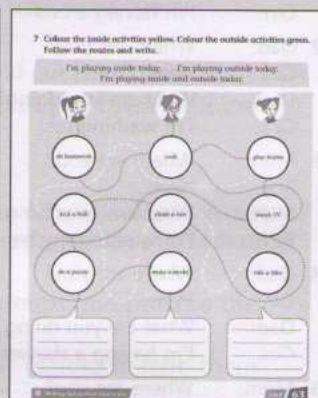 7 Colour the inside activities yellow. Colour the outside activities green.
Follow the routes and write.
I'm playing inside today. I'm playing outside today.
I'm playing inside and outside today.
do homework
play
kick a ball
climb a tree
watch TV
do a puzzle
make a model
ride a bike
63